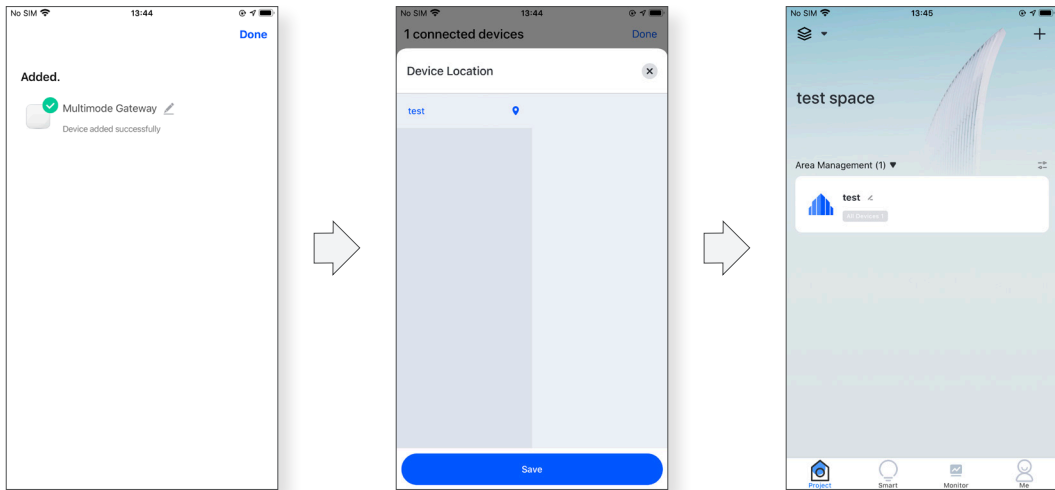 No SIM
13:44
Done
Added.
Multimode Gateway
Device added successfully
No SIM
13:44
1 connected devices
Done
Device Location
test
Save
No SIM
13:45
test space
Area Management (1)
test
All Devices 1
Project
Smart
Monitor
Me